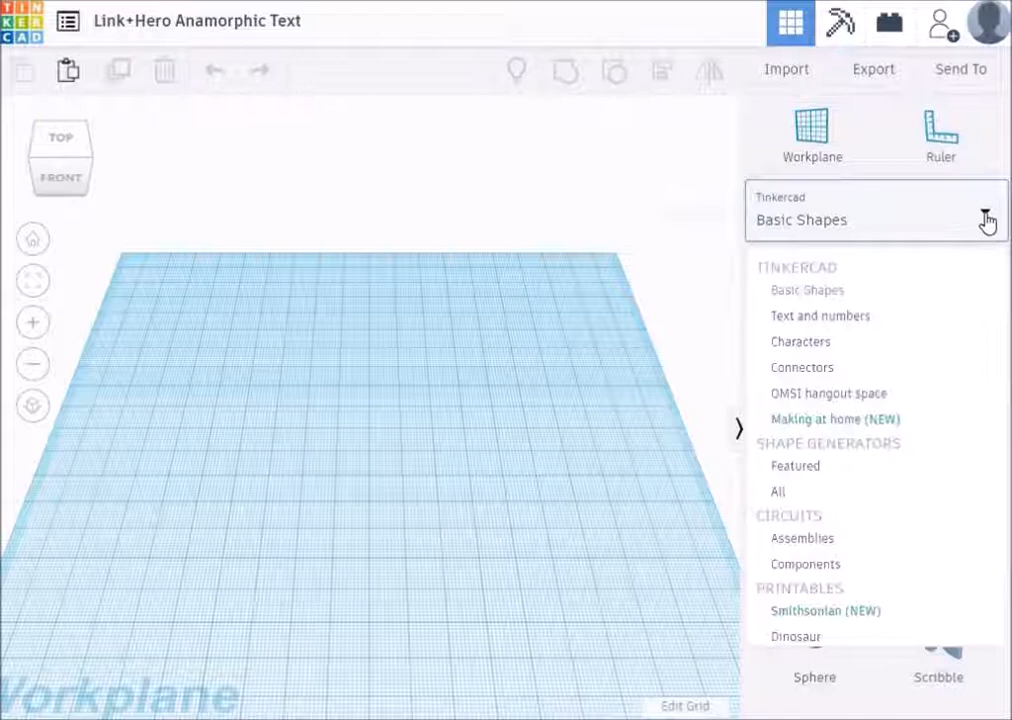 TIN
KER
CAD
Link+Hero Anamorphic Text
Import
Export
Send To
TOP
FRONT
Workplane
Ruler
Tinkercad
Basic Shapes
TINKERCAD
Basic Shapes
Text and numbers
Characters
Connectors
OMSI hangout space
Making at home (NEW)
SHAPE GENERATORS
Featured
All
CIRCUITS
Assemblies
Components
PRINTABLES
Smithsonian (NEW)
Dinosaur
Sphere
Scribble
Workplane
Edit Grid